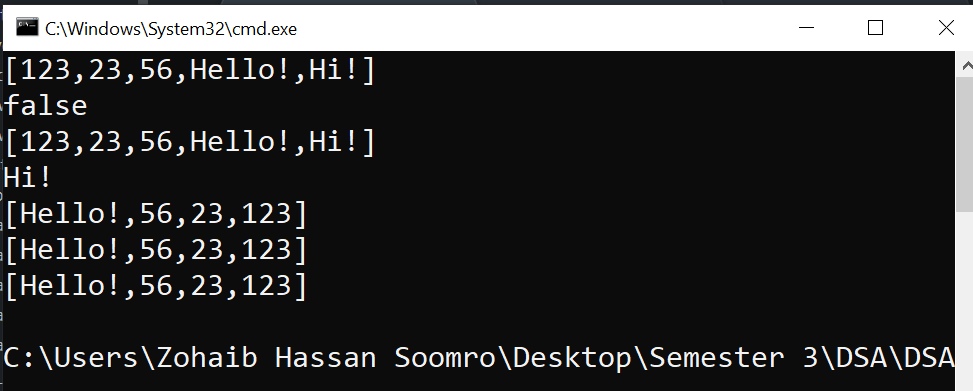 C:\Windows\System32\cmd.exe
[123,23,56,Hello!,Hi!]
false
[123,23,56,Hello!,Hi!]
Hi!
[Hello!,56,23,123]
[Hello!,56,23,123]
[Hello!,56,23,123]
C:\Users\Zohaib Hassan Soomro\Desktop\Semester 3\DSA\DSA